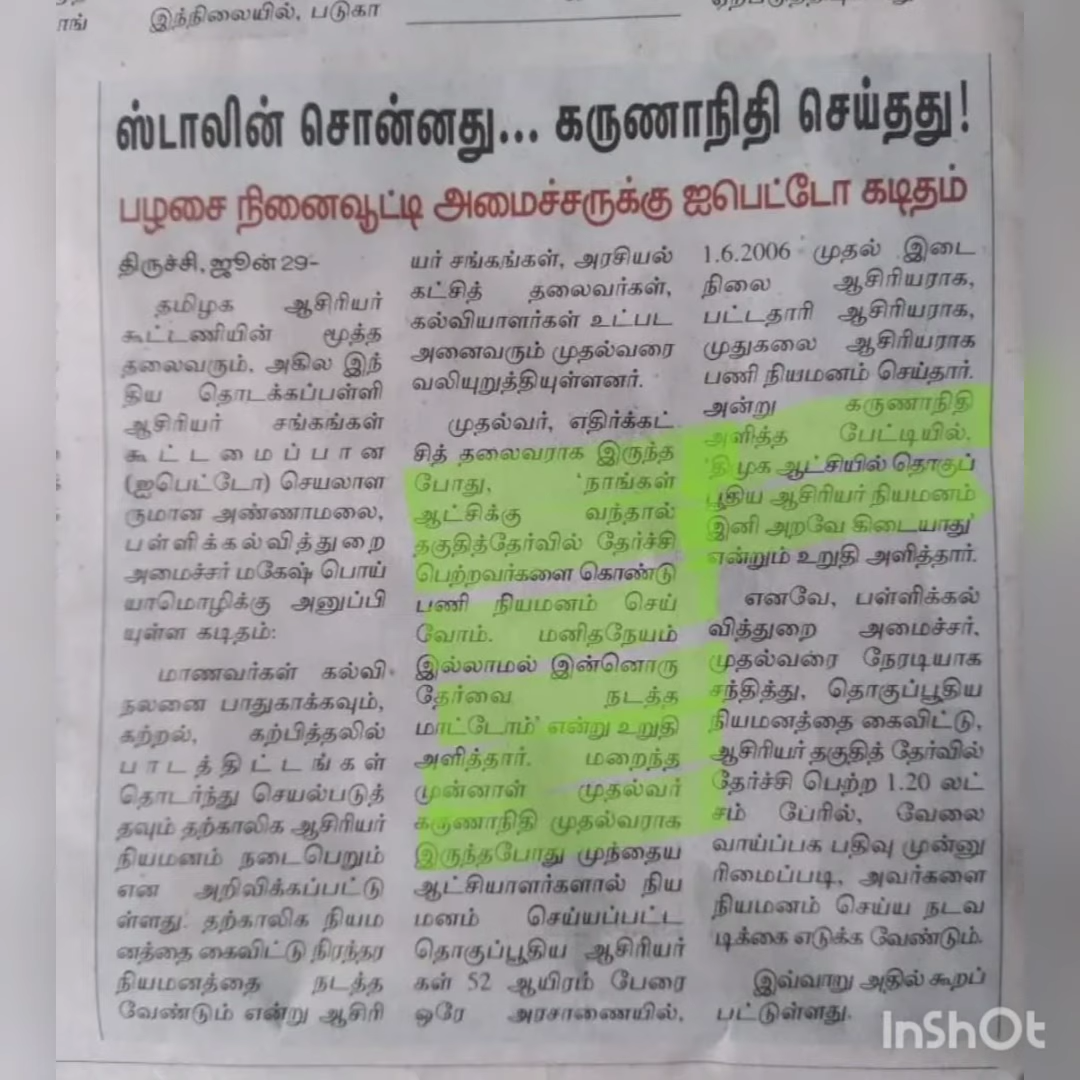 ராங்
இந்நிலையில், படுகா
ஸ்டாலின் சொன்னது... கருணாநிதி செய்தது!
பழசை நினைவூட்டி அமைச்சருக்கு ஐபெட்டோ கடிதம்
திருச்சி, ஜூன் 29-
தமிழக ஆசிரியர்
கூட்டணியின் மூத்த
தலைவரும், அகில இந்
திய தொடக்கப்பள்ளி
ஆசிரியர் சங்கங்கள்
கூட்டமைப்பான
(ஐபெட்டோ) செயலாள
ருமான அண்ணாமலை,
பள்ளிக்கல்வித்துறை
அமைச்சர் மகேஷ் பொய்
யாமொழிக்கு அனுப்பி
யுள்ள கடிதம்:
மாணவர்கள் கல்வி
நலனை பாதுகாக்கவும்,
கற்றல், கற்பித்தலில்
பாடத்திட்டங்கள்
தொடர்ந்து செயல்படுத்
தவும் தற்காலிக ஆசிரியர்
நியமனம் நடைபெறும்
என அறிவிக்கப்பட்டு
ள்ளது. தற்காலிக நியம
னத்தை கைவிட்டு நிரந்தர
நியமனத்தை நடத்த
வேண்டும் என்று ஆசிரி
யர் சங்கங்கள், அரசியல்
கட்சித் தலைவர்கள்,
கல்வியாளர்கள் உட்பட
அனைவரும் முதல்வரை
வலியுறுத்தியுள்ளனர்.
முதல்வர், எதிர்க்கட்
சித் தலைவராக இருந்த
போது, 'நாங்கள்
ஆட்சிக்கு வந்தால்
தகுதித்தேர்வில் தேர்ச்சி
பெற்றவர்களை கொண்டு
பணி நியமனம் செய்
வோம். மனிதநேயம்
இல்லாமல் இன்னொரு
தேர்வை நடத்த
மாட்டோம்' என்று உறுதி
அளித்தார். மறைந்த
முன்னாள் முதல்வர்
கருணாநிதி முதல்வராக
இருந்தபோது முந்தைய
ஆட்சியாளர்களால் நிய
மனம் செய்யப்பட்ட
தொகுப்பூதிய ஆசிரியர்
கள் 52 ஆயிரம் பேரை
ஒரே அரசாணையில்,
1.6.2006 முதல் இடை
நிலை ஆசிரியராக,
பட்டதாரி ஆசிரியராக,
முதுகலை ஆசிரியராக
பணி நியமனம் செய்தார்.
அன்று கருணாநிதி
அளித்த பேட்டியில்,
'திமுக ஆட்சியில் தொகுப்
பூதிய ஆசிரியர் நியமனம்
இனி அறவே கிடையாது'
என்றும் உறுதி அளித்தார்.
எனவே, பள்ளிக்கல்
வித்துறை அமைச்சர்,
முதல்வரை நேரடியாக
சந்தித்து, தொகுப்பூதிய
நியமனத்தை கைவிட்டு,
ஆசிரியர் தகுதித் தேர்வில்
தேர்ச்சி பெற்ற 1.20 லட்
சம் பேரில், வேலை
வாய்ப்பக பதிவு முன்னு
ரிமைப்படி, அவர்களை
நியமனம் செய்ய நடவ
டிக்கை எடுக்க வேண்டும்.
இவ்வாறு அதில் கூறப்
பட்டுள்ளது.
InShOt